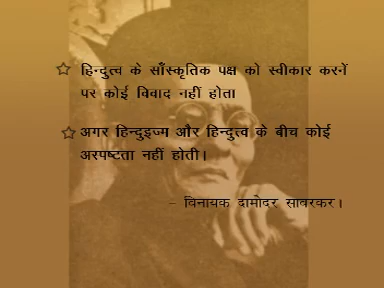 हिन्दुत्व के साँस्कृतिक पक्ष को स्वीकार करनें
पर कोई विवाद नहीं होता
अगर हिन्दुइज्म और हिन्दुत्व के बीच कोई
अस्पष्टता नहीं होती।
– विनायक दामोदर सावरकर।